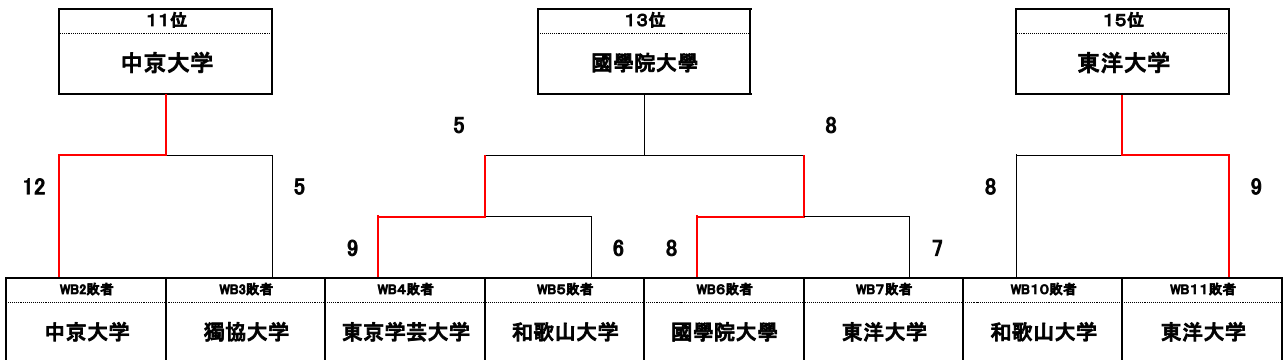 11位
中京大学
13位
國學院大學
15位
東洋大学
5
8
12
5
8
9
9
6
8
7
WB2敗者
中京大学
WB3敗者
獨協大学
WB4敗者
東京学芸大学
WB5敗者
和歌山大学
WB6敗者
國學院大學
WB7敗者
東洋大学
WB10敗者
和歌山大学
WB11敗者
東洋大学